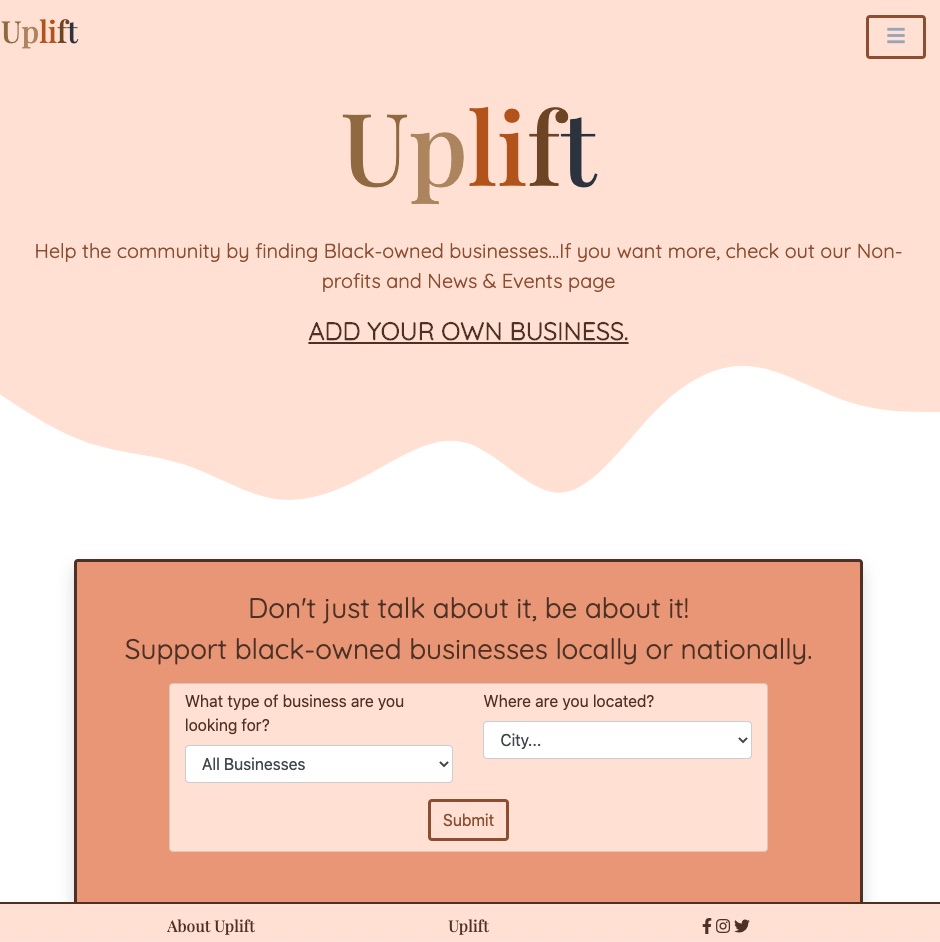 Uplift
Uplift
Help the community by finding Black-owned businesses...If you want more, check out our Non-
profits and News & Events page
ADD YOUR OWN BUSINESS.
Don't just talk about it, be about it!
Support black-owned businesses locally or nationally.
What type of business are you
looking for?
All Businesses
Where are you located?
City...
Submit
About Uplift
Uplift